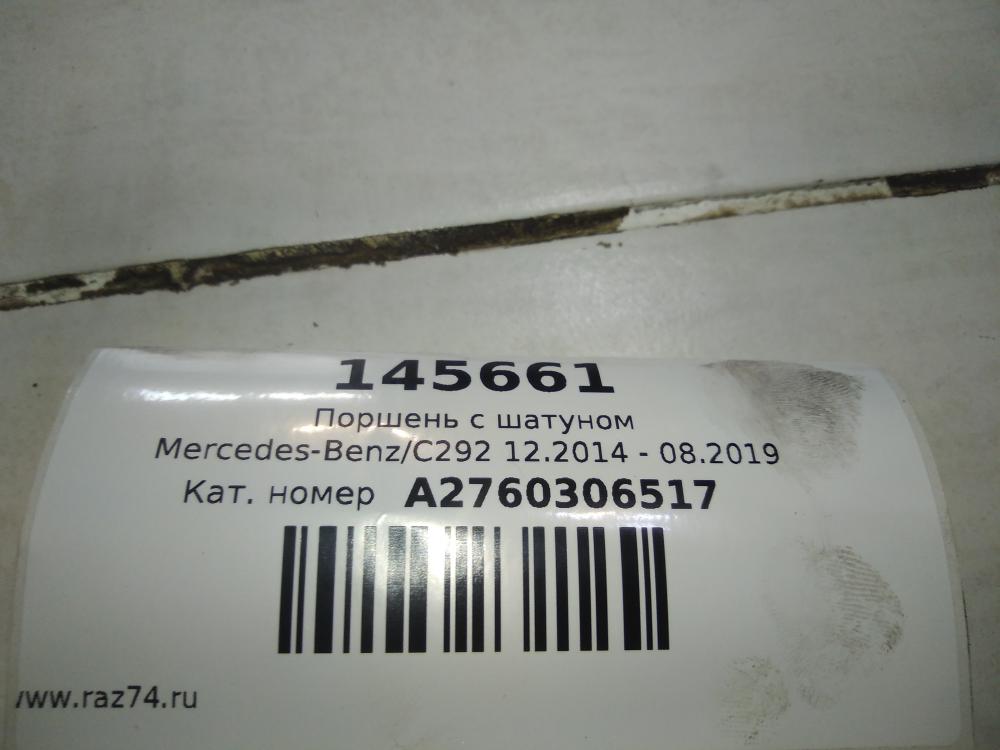 145661
Поршень с шатуном
Mercedes-Benz/C292 12.2014 - 08.2019
Кат. номер A2760306517
www.raz74.ru